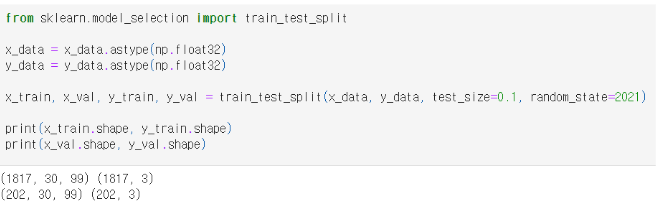 from sklearn.model_selection import train_test_split
x_data = x_data.astype(np.float32)
y_data = y_data.astype(np.float32)
x_train, x_val, y_train, y_val = train_test_split(x_data, y_data, test_size=0.1, random_state=2021)
print(x_train.shape, y_train.shape)
print(x_val.shape, y_val.shape)
(1817, 30, 99) (1817, 3)
(202, 30, 99) (202, 3)